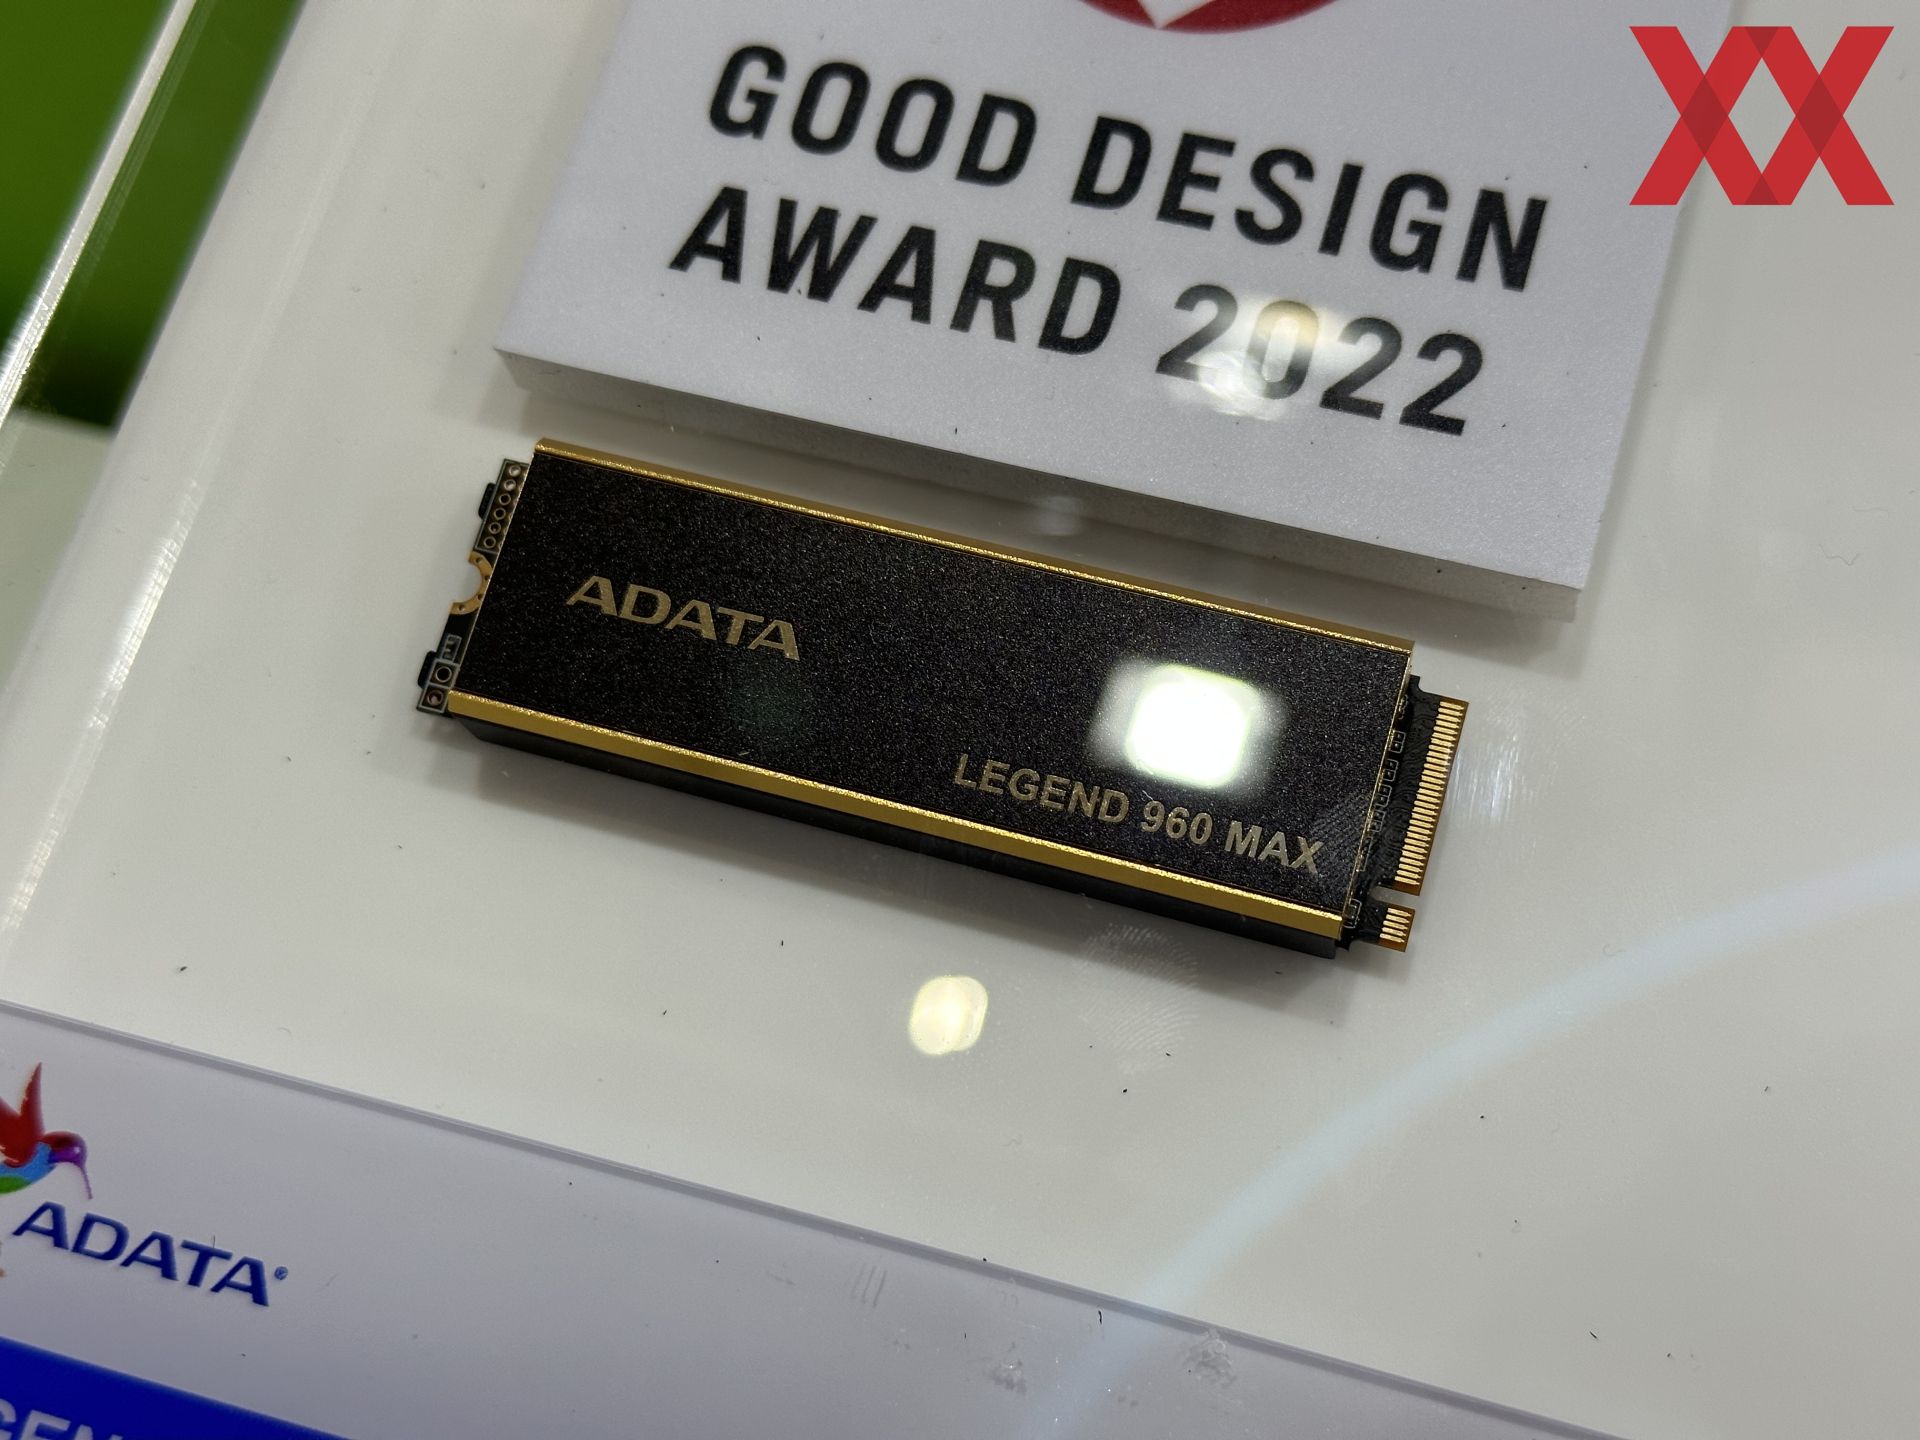 GOOD DESIGN
AWARD 2022
ADATA
LEGEND 960 MAX
ADATA